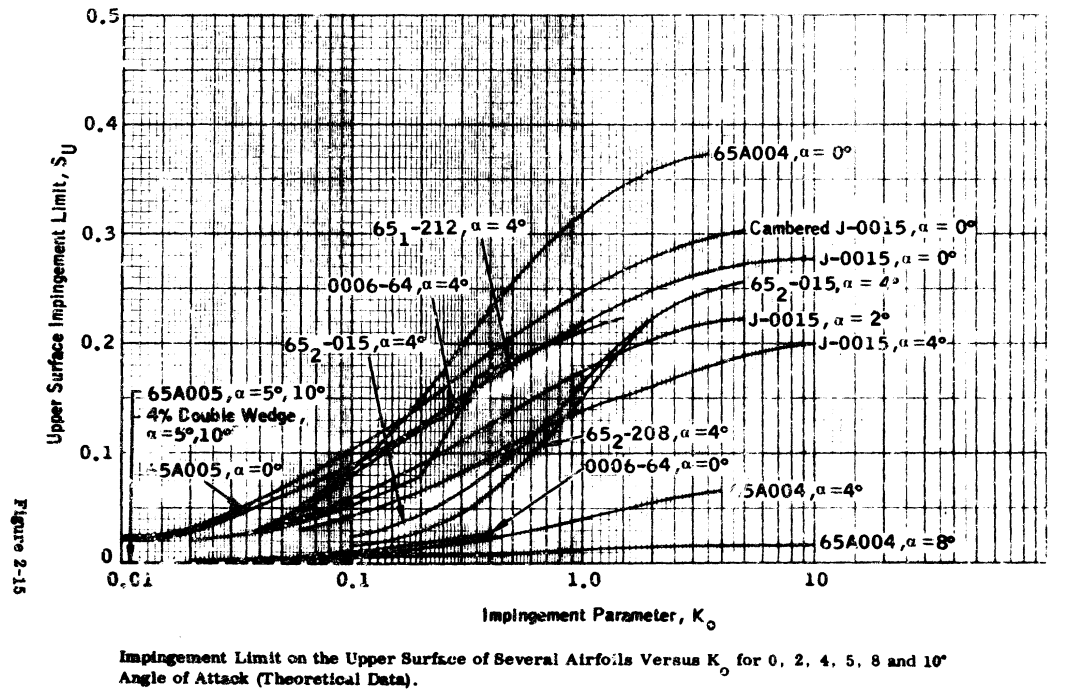 0.5
0.4
0.3
0.2
0.1
0
Upper Surface Impingement Limit, S_U
65A004, α = 0°
65_1-212, α = 4°
Cambered J-0015, α = 0°
J-0015, α = 0°
0006-64, α=4°
65_2-015, α = 4°
J-0015, α = 2°
65_2-015, α=4°
J-0015, α=4°
65A005, α=5°, 10°
4% Double Wedge,
α=5°, 10°
65_2-208, α=4°
0006-64, α=0°
5A005, α=0°
5A004, α=4°
65A004, α=8°
0.01 0.1 1.0 10
Impingement Parameter, K_o
Figure 2-15
Impingement Limit on the Upper Surface of Several Airfoils Versus K_o for 0, 2, 4, 5, 8 and 10°
Angle of Attack (Theoretical Data).